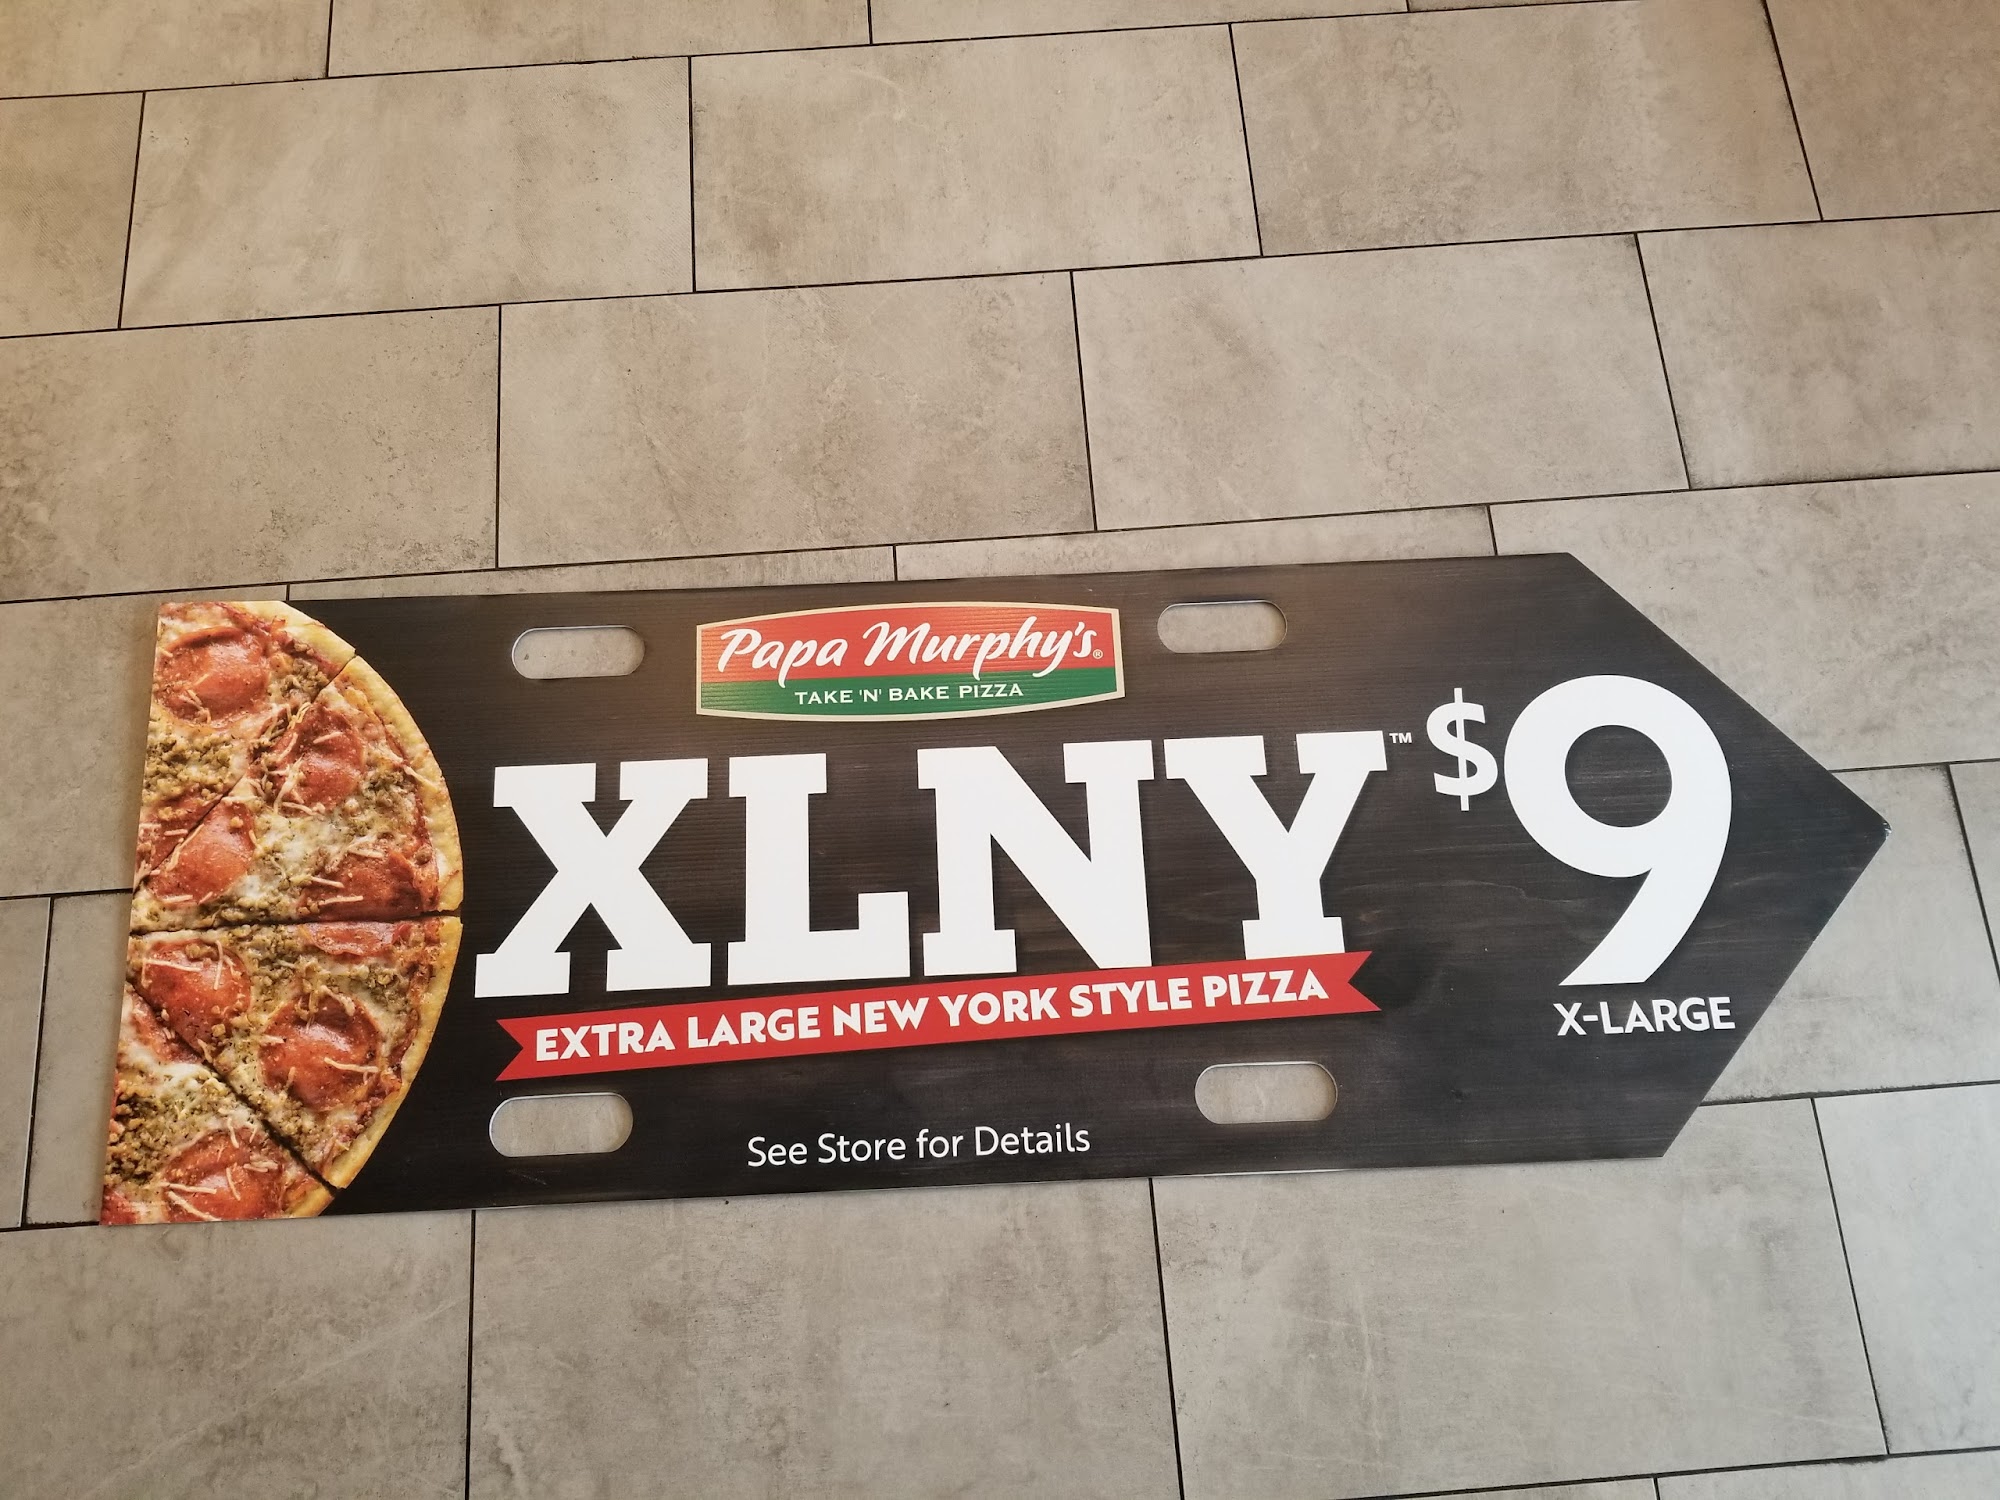 Papa Murphy's®
TAKE 'N' BAKE PIZZA
XLNY™
$9
EXTRA LARGE NEW YORK STYLE PIZZA
X-LARGE
See Store for Details